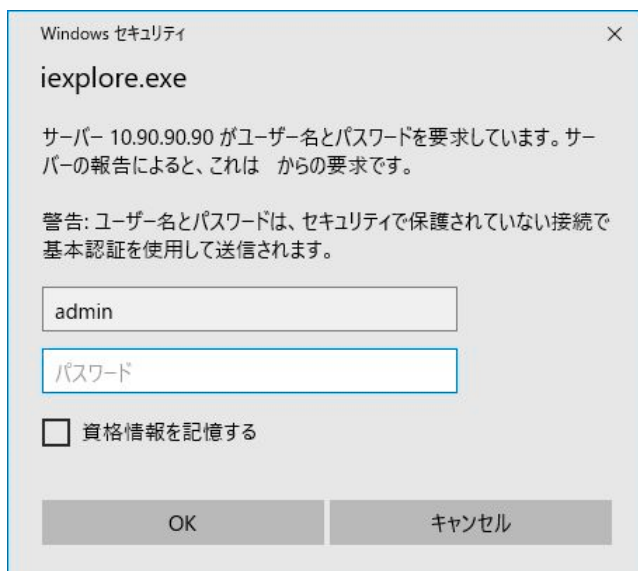 Windows セキュリティ
iexplore.exe
サーバー 10.90.90.90 がユーザー名とパスワードを要求しています。サー
バーの報告によると、これは からの要求です。
警告: ユーザー名とパスワードは、セキュリティで保護されていない接続で
基本認証を使用して送信されます。
admin
パスワード
資格情報を記憶する
OK
キャンセル